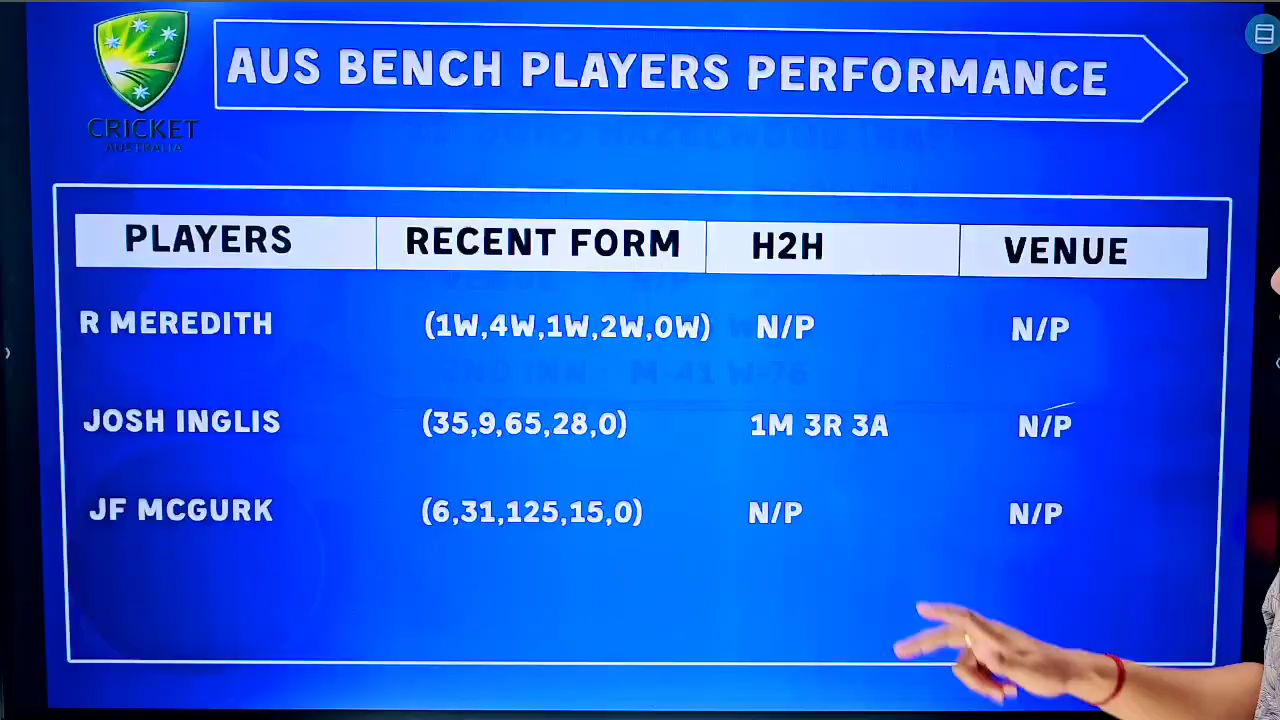 AUS BENCH PLAYERS PERFORMANCE
CRICKET
AUSTRALIA
PLAYERS RECENT FORM H2H VENUE
R MEREDITH (1W,4W,1W,2W,0W) N/P N/P
JOSH INGLIS (35,9,65,28,0) 1M 3R 3A N/P
JF MCGURK (6,31,125,15,0) N/P N/P